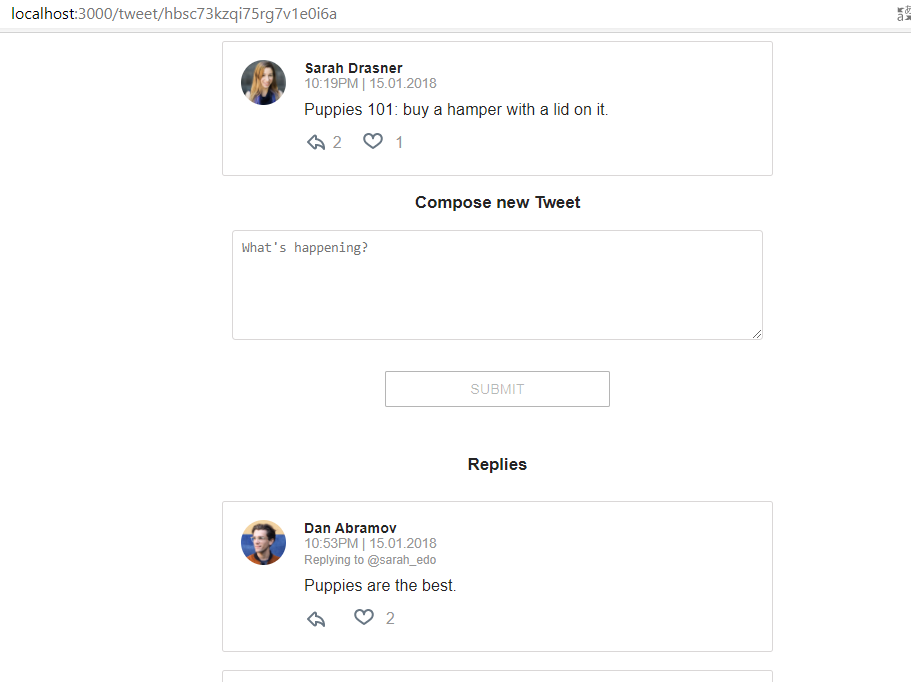 localhost:3000/tweet/hbsc73kzqi75rg7v1e0i6a
Sarah Drasner
10:19PM | 15.01.2018
Puppies 101: buy a hamper with a lid on it.
2 1
Compose new Tweet
What's happening?
SUBMIT
Replies
Dan Abramov
10:53PM | 15.01.2018
Replying to @sarah_edo
Puppies are the best.
2